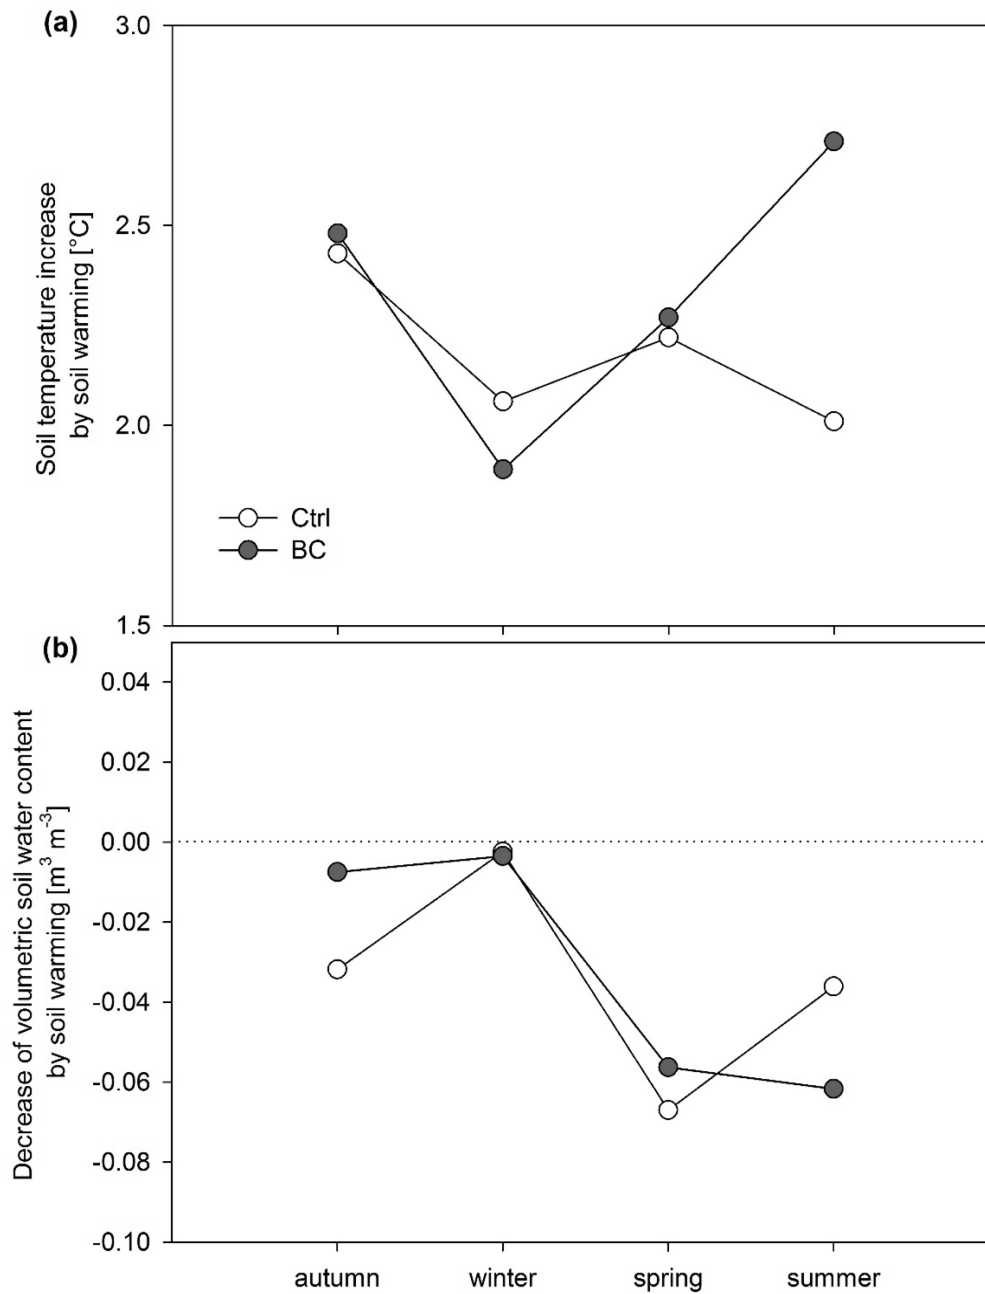 (a)
3.0
2.5
2.0
1.5
Soil temperature increase
by soil warming [°C]
Ctrl
BC
(b)
0.04
0.02
0.00
-0.02
-0.04
-0.06
-0.08
-0.10
Decrease of volumetric soil water content
by soil warming [m³ m⁻³]
autumn winter spring summer